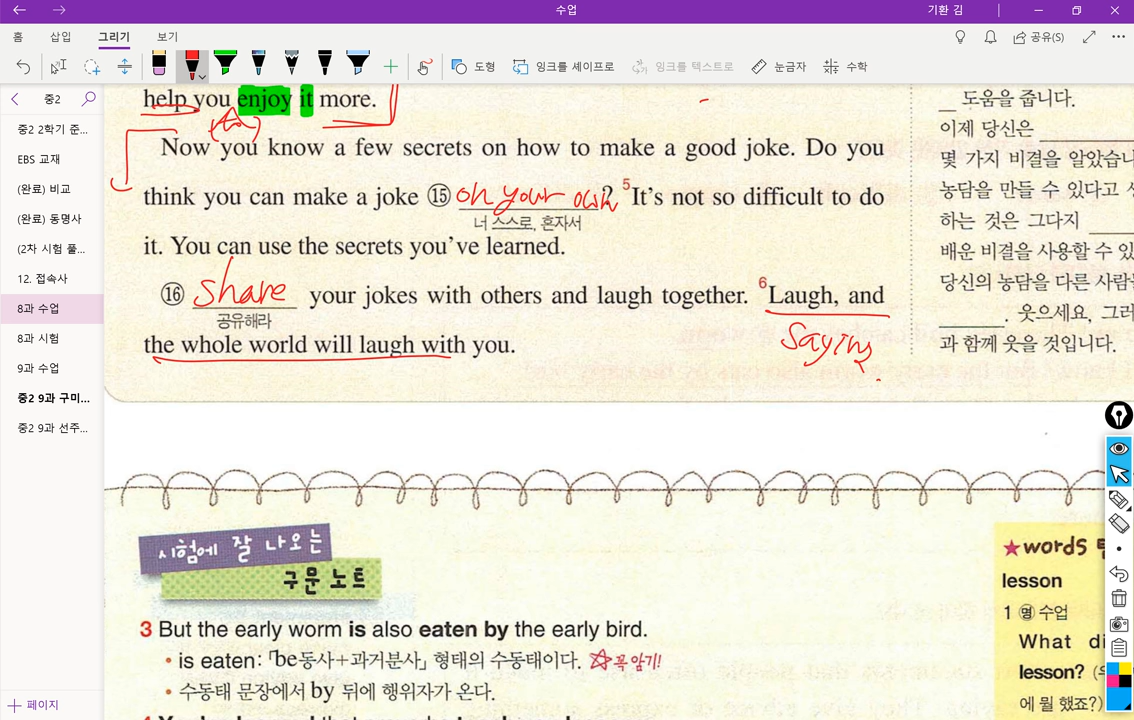 수업
기환 김
홈 삽입 그리기 보기
공유(S)
도형 잉크를 셰이프로 잉크를 텍스트로 눈금자 수학
중2
중2 2학기 준...
EBS 교재
(완료) 비교
(완료) 동명사
(2차 시험 풀...
12. 접속사
8과 수업
8과 시험
9과 수업
중2 9과 구미...
중2 9과 선주...
페이지
help you enjoy it more.
(to)
Now you know a few secrets on how to make a good joke. Do you
think you can make a joke ⑮ on your own? 5 It's not so difficult to do
너 스스로, 혼자서
it. You can use the secrets you've learned.
⑯ share your jokes with others and laugh together. 6 Laugh, and
공유해라
the whole world will laugh with you.
saying
도움을 줍니다.
이제 당신은
몇 가지 비결을 알았습니
농담을 만들 수 있다고 생
하는 것은 그다지
배운 비결을 사용할 수 있
당신의 농담을 다른 사람들
. 웃으세요, 그러
과 함께 웃을 것입니다.
시험에 잘 나오는
구문 노트
3 But the early worm is also eaten by the early bird.
• is eaten: 「be동사+과거분사」 형태의 수동태이다. ☆꼭 암기!
• 수동태 문장에서 by 뒤에 행위자가 온다.
★words
lesson
1 명 수업
What di
lesson? (
에 뭘 했죠?)